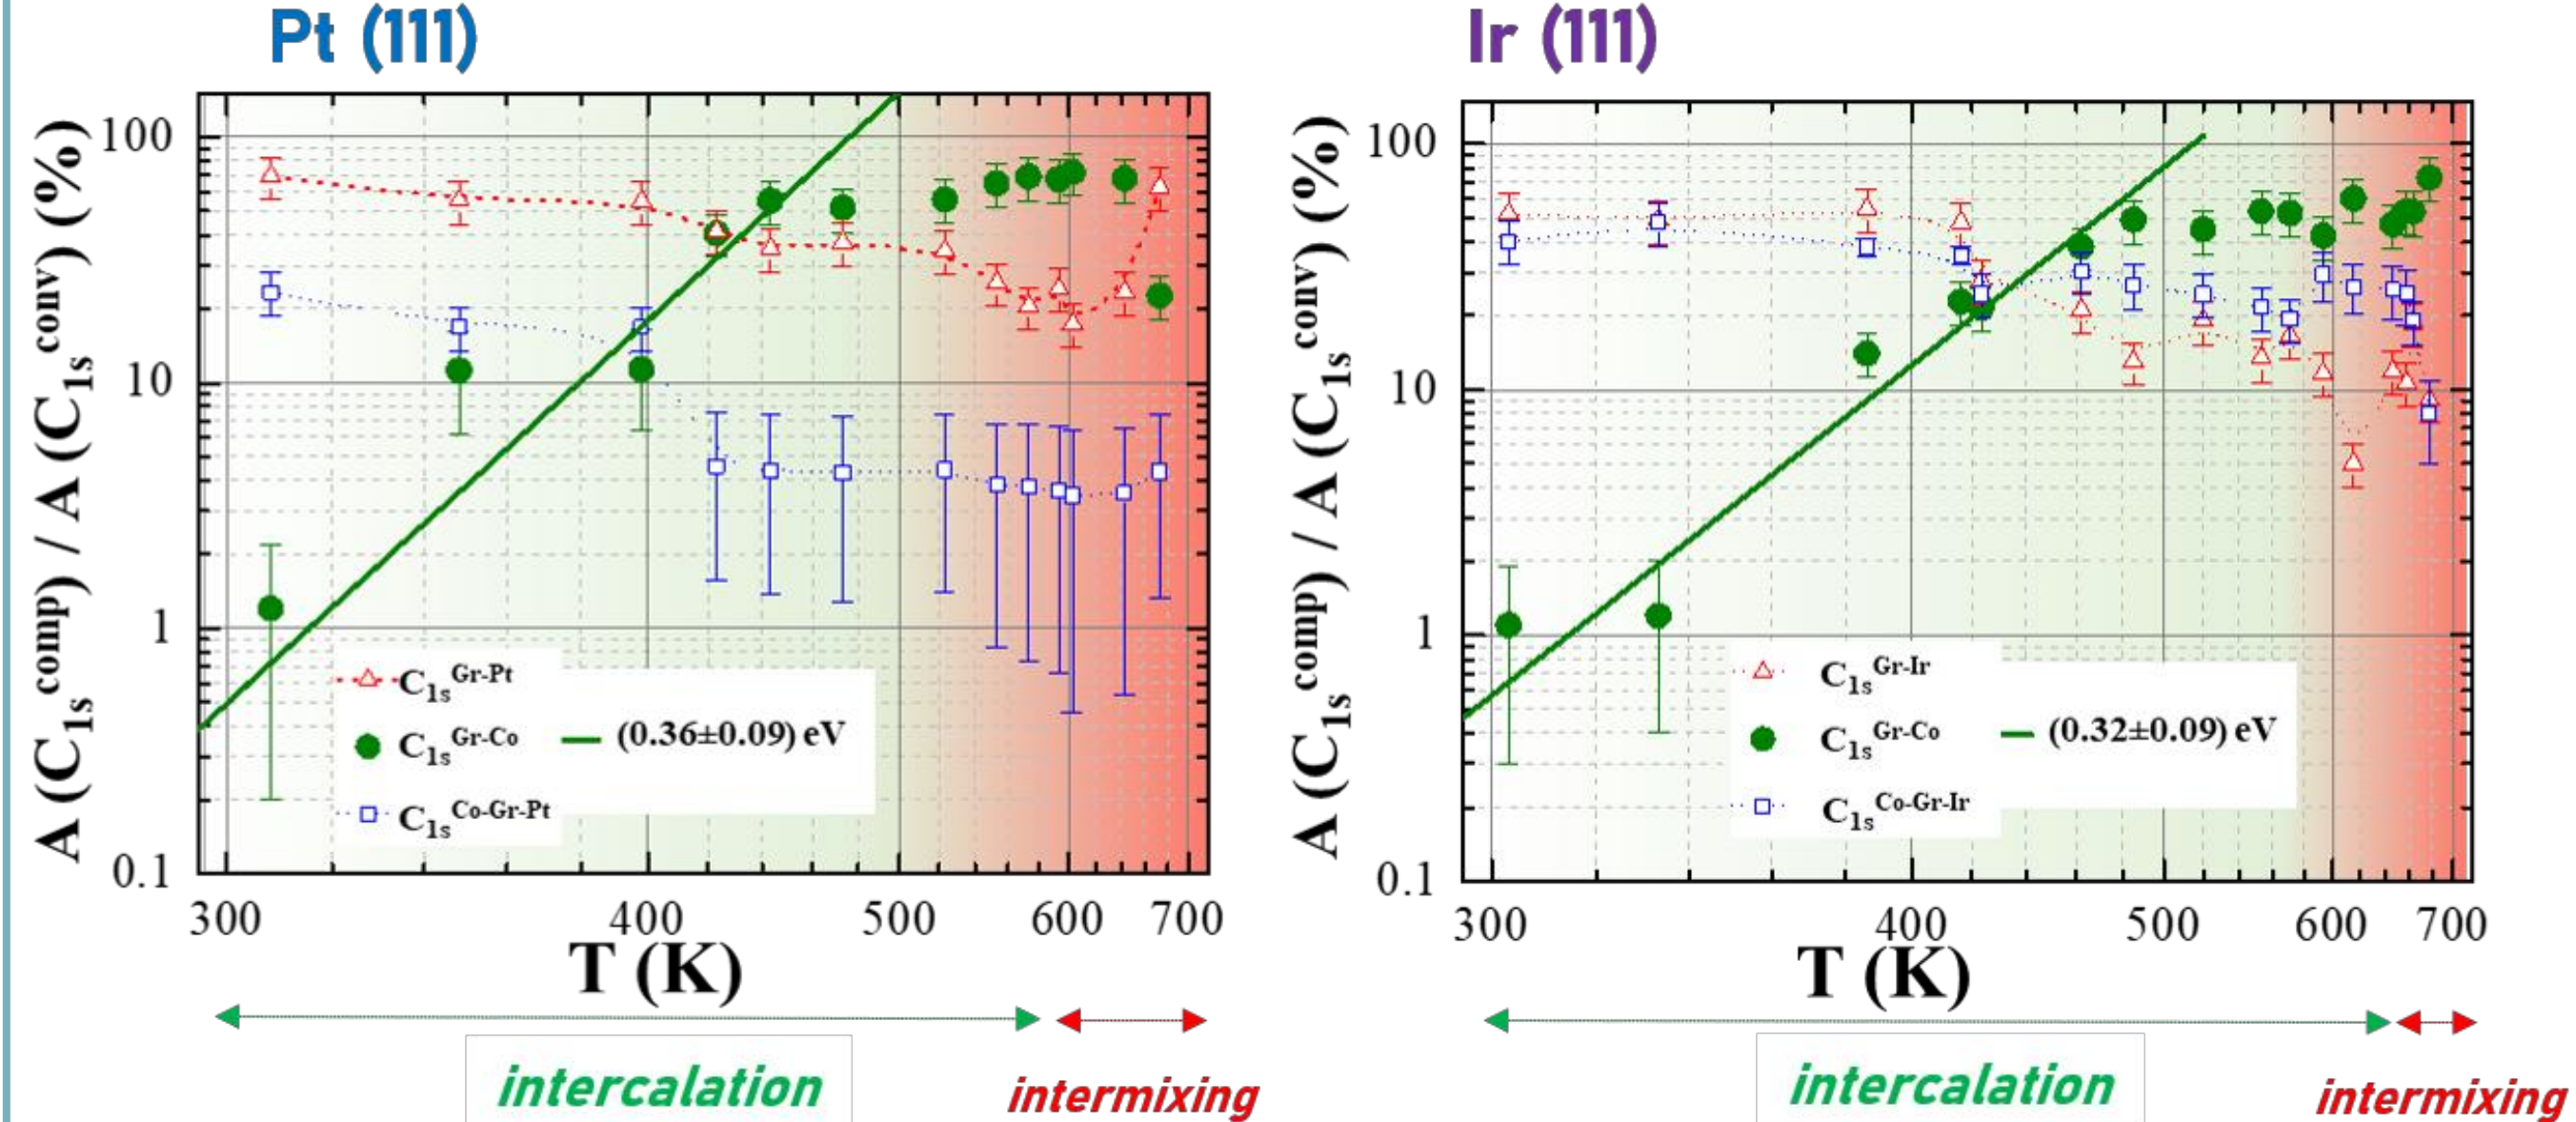 Pt (111)
A (C1s comp) / A (C1s conv) (%)
100
10
1
0.1
C1s Gr-Pt
C1s Gr-Co
(0.36±0.09) eV
C1s Co-Gr-Pt
300 400 500 600 700
T (K)
intercalation
intermixing
Ir (111)
A (C1s comp) / A (C1s conv) (%)
100
10
1
0.1
C1s Gr-Ir
C1s Gr-Co
(0.32±0.09) eV
C1s Co-Gr-Ir
300 400 500 600 700
T (K)
intercalation
intermixing